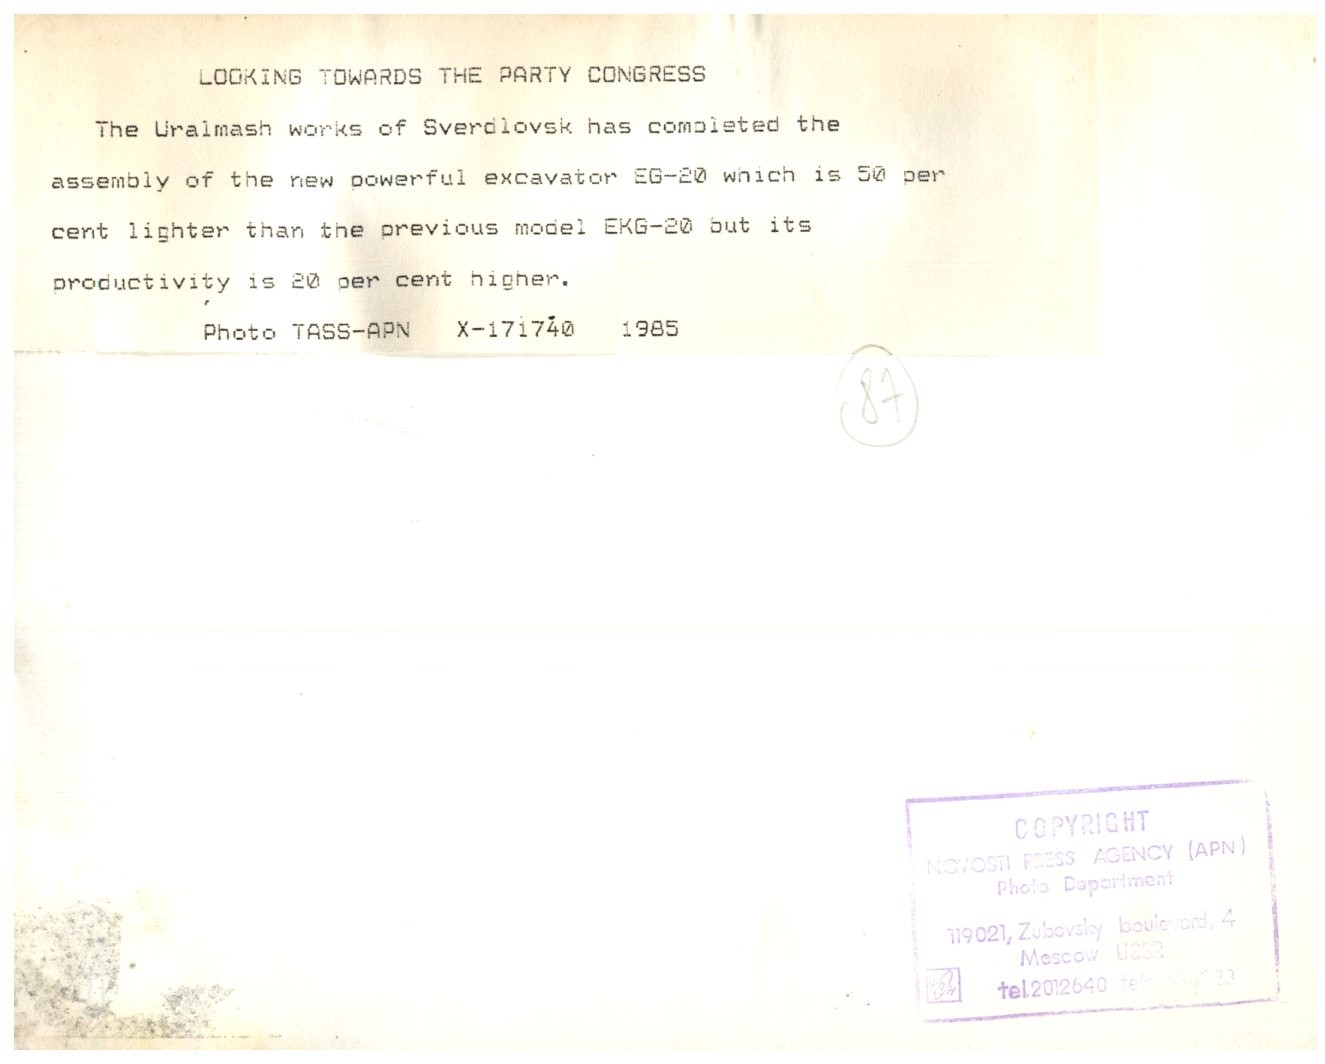 LOOKING TOWARDS THE PARTY CONGRESS
The Uralmash works of Sverdlovsk has completed the
assembly of the new powerful excavator EG-20 which is 50 per
cent lighter than the previous model EKG-20 but its
productivity is 20 per cent higher.
Photo TASS-APN X-171740 1985
87
COPYRIGHT
NOVOSTI PRESS AGENCY (APN)
Photo Department
119021, Zubovsky boulevard, 4
Moscow USSR
tel.2012640